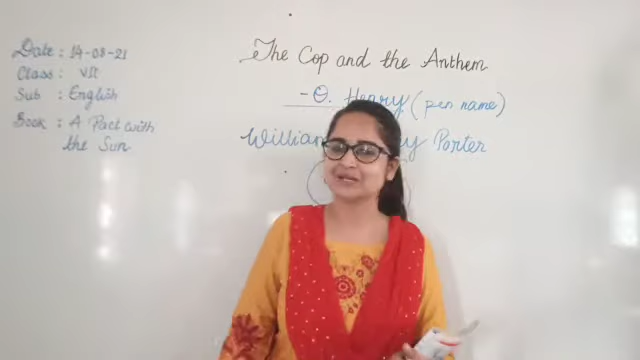 Date : 14-08-21
Class : VII
Sub : English
Book : A Pact with
the Sun
The Cop and the Anthem
- O. Henry (pen name)
Porter